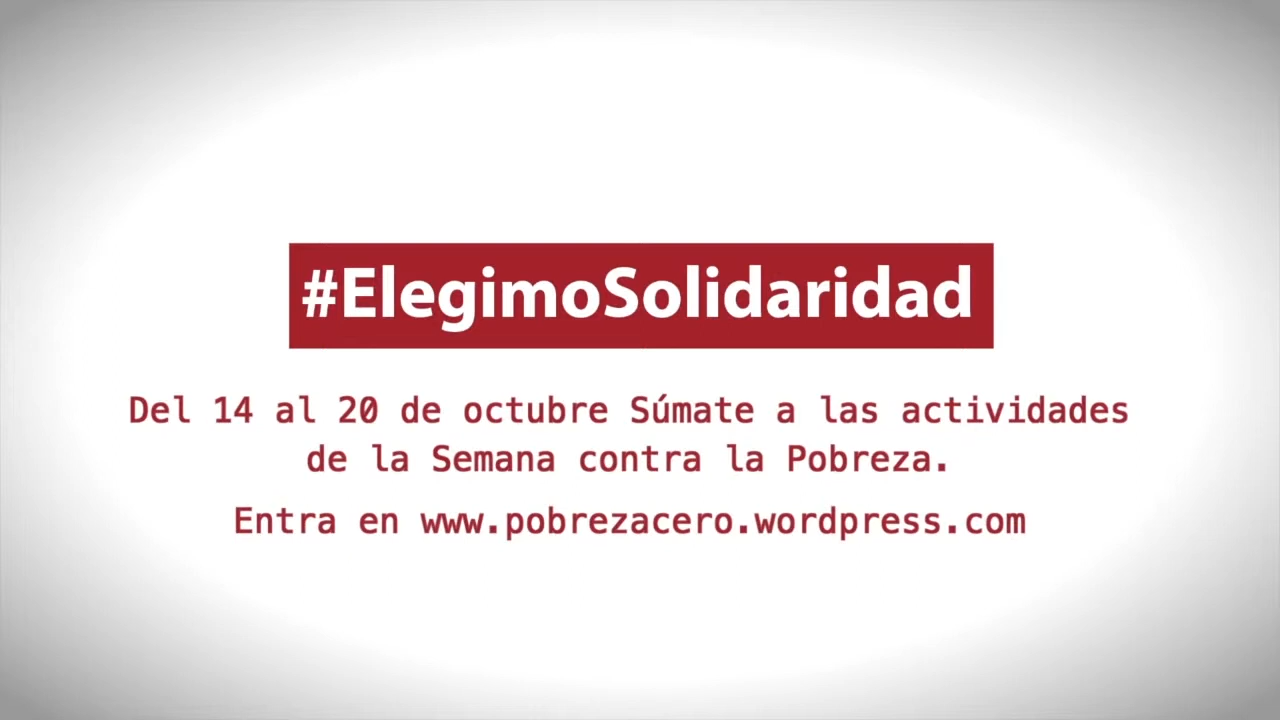 #ElegimoSolidaridad
Del 14 al 20 de octubre Súmate a las actividades
de la Semana contra la Pobreza.
Entra en www.pobrezacero.wordpress.com